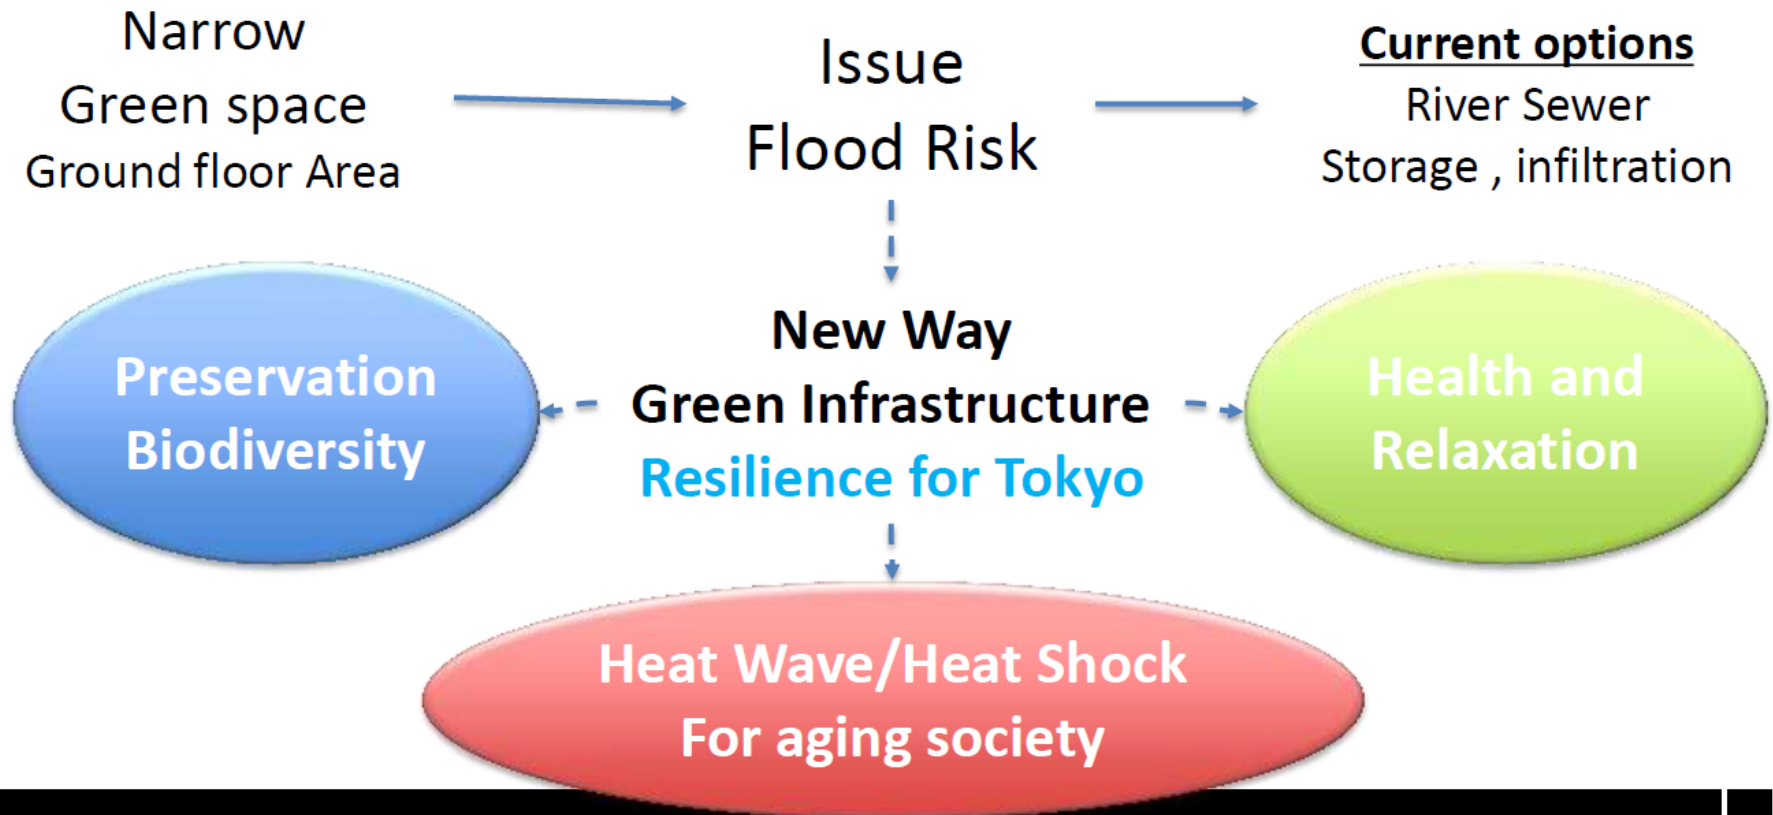 Narrow
Green space
Ground floor Area
Issue
Flood Risk
Current options
River Sewer
Storage , infiltration
Preservation
Biodiversity
New Way
Green Infrastructure
Resilience for Tokyo
Health and
Relaxation
Heat Wave/Heat Shock
For aging society